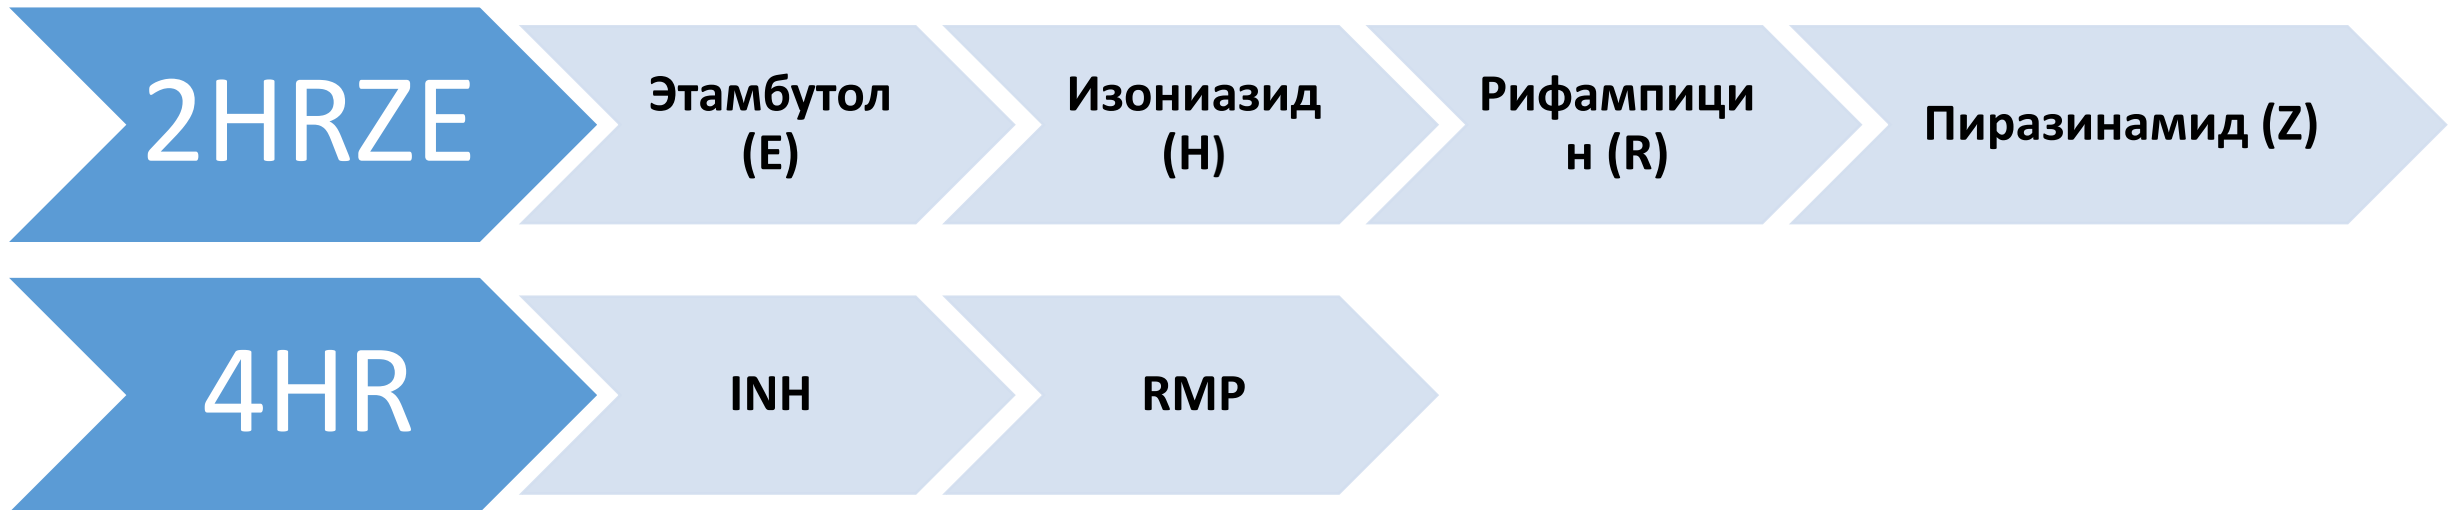 2HRZE
Этамбутол
(E)
Изониазид
(H)
Рифампици
н (R)
Пиразинамид (Z)
4HR
INH
RMP